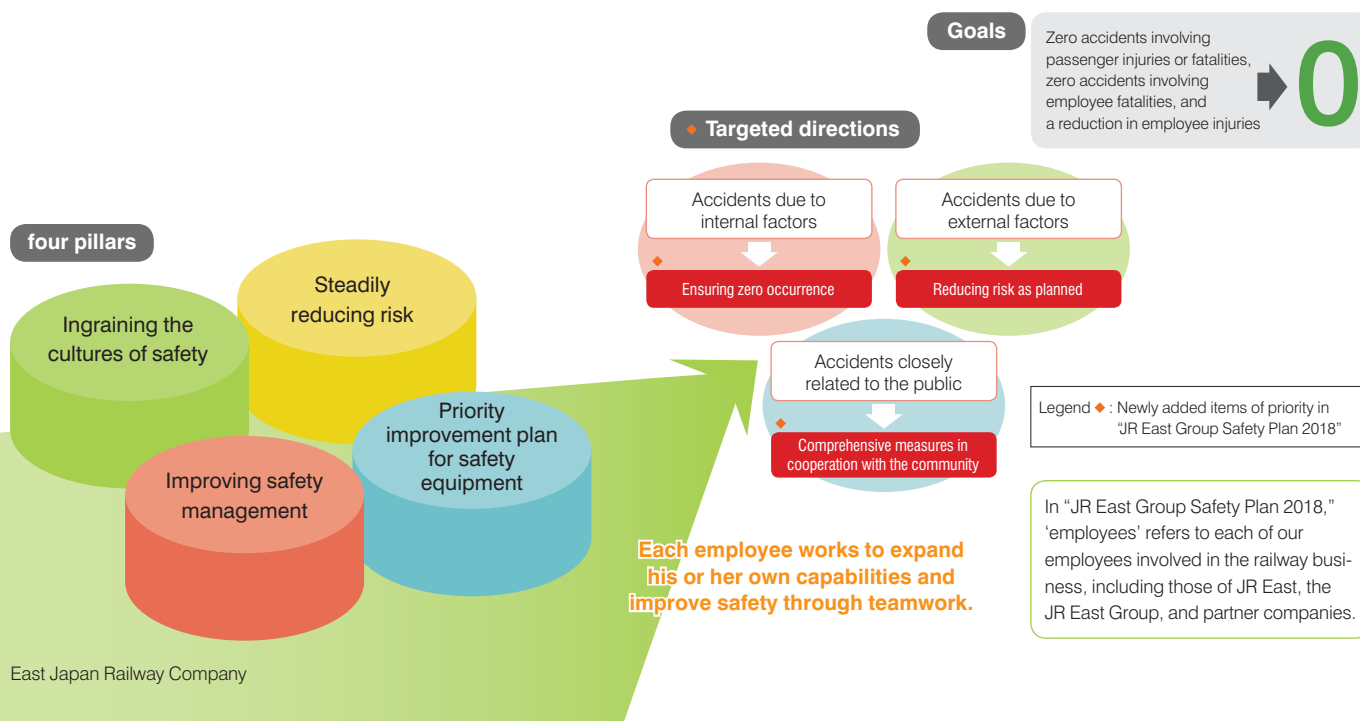 Goals
Zero accidents involving
passenger injuries or fatalities,
zero accidents involving
employee fatalities, and
a reduction in employee injuries
0
◆ Targeted directions
Accidents due to
internal factors
◆
Ensuring zero occurrence
Accidents due to
external factors
◆
Reducing risk as planned
Accidents closely
related to the public
◆
Comprehensive measures in
cooperation with the community
four pillars
Ingraining the
cultures of safety
Steadily
reducing risk
Improving safety
management
Priority
improvement plan
for safety
equipment
Each employee works to expand
his or her own capabilities and
improve safety through teamwork.
Legend ◆ : Newly added items of priority in
“JR East Group Safety Plan 2018”
In “JR East Group Safety Plan 2018,”
‘employees’ refers to each of our
employees involved in the railway busi-
ness, including those of JR East, the
JR East Group, and partner companies.
East Japan Railway Company